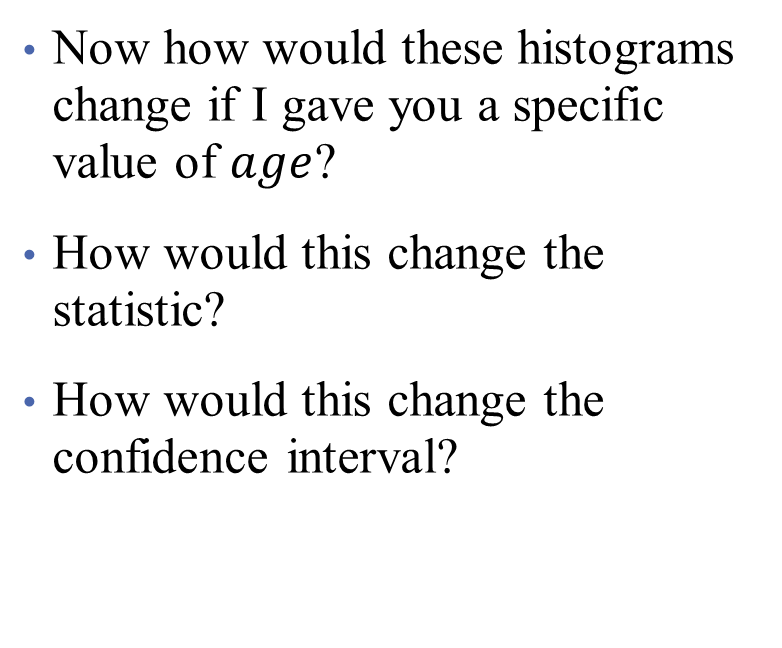 • Now how would these histograms
change if I gave you a specific
value of age?
• How would this change the
statistic?
• How would this change the
confidence interval?